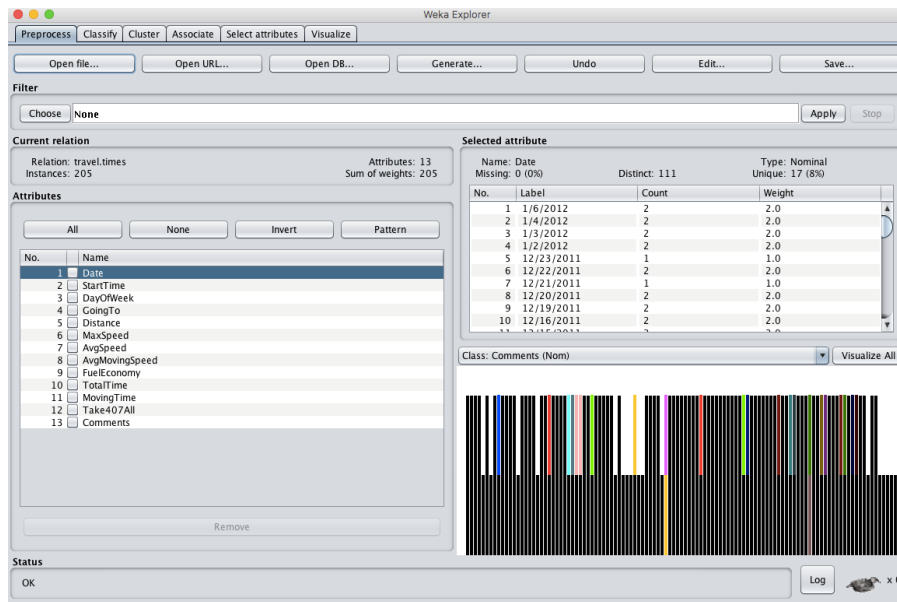 Weka Explorer
Preprocess Classify Cluster Associate Select attributes Visualize
Open file... Open URL... Open DB... Generate... Undo Edit... Save...
Filter
Choose None Apply Stop
Current relation
Relation: travel.times Attributes: 13
Instances: 205 Sum of weights: 205
Attributes
All None Invert Pattern
No. Name
1 Date
2 StartTime
3 DayOfWeek
4 GoingTo
5 Distance
6 MaxSpeed
7 AvgSpeed
8 AvgMovingSpeed
9 FuelEconomy
10 TotalTime
11 MovingTime
12 Take407All
13 Comments
Remove
Selected attribute
Name: Date Type: Nominal
Missing: 0 (0%) Distinct: 111 Unique: 17 (8%)
No. Label Count Weight
1 1/6/2012 2 2.0
2 1/4/2012 2 2.0
3 1/3/2012 2 2.0
4 1/2/2012 2 2.0
5 12/23/2011 1 1.0
6 12/22/2011 2 2.0
7 12/21/2011 1 1.0
8 12/20/2011 2 2.0
9 12/19/2011 2 2.0
10 12/16/2011 2 2.0
Class: Comments (Nom) Visualize All
Status
OK
Log x